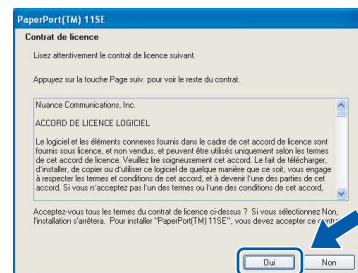 PaperPort(TM) 11SE
Contrat de licence
Lisez attentivement le contrat de licence suivant.
Appuyez sur la touche Page suiv. pour voir le reste du contrat.
Nuance Communications, Inc.
ACCORD DE LICENCE LOGICIEL
Le logiciel et les éléments connexes fournis dans le cadre de cet accord de licence sont
fournis sous licence, et non vendus, et peuvent être utilisés uniquement selon les termes
de cet accord de licence. Veuillez lire soigneusement cet accord. Le fait de télécharger,
d'installer, de copier ou d'utiliser ce logiciel de quelque manière que ce soit, vous engage
à respecter les termes et conditions de cet accord, et à devenir l'une des parties de cet
accord. Si vous n'acceptez pas l'un des termes ou l'une des conditions de cet accord,
Acceptez-vous tous les termes du contrat de licence ci-dessus ? Si vous sélectionnez Non,
l'installation s'arrêtera. Pour installer "PaperPort(TM) 11SE", vous devez accepter ce
Oui
Non